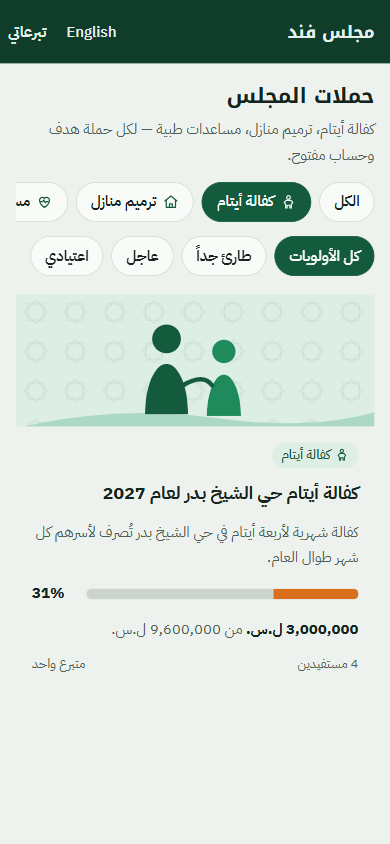 مجلس فند
English
تبرعاتي
حملات المجلس
كفالة أيتام، ترميم منازل، مساعدات طبية — لكل حملة هدف
وحساب مفتوح.
الكل
كفالة أيتام
ترميم منازل
كل الأولويات
طارئ جداً
عاجل
اعتيادي
كفالة أيتام
كفالة أيتام حي الشيخ بدر لعام 2027
كفالة شهرية لأربعة أيتام في حي الشيخ بدر تُصرف لأسرهم كل
شهر طوال العام.
31%
3,000,000 ل.س. من 9,600,000 ل.س.
4 مستفيدين
متبرع واحد